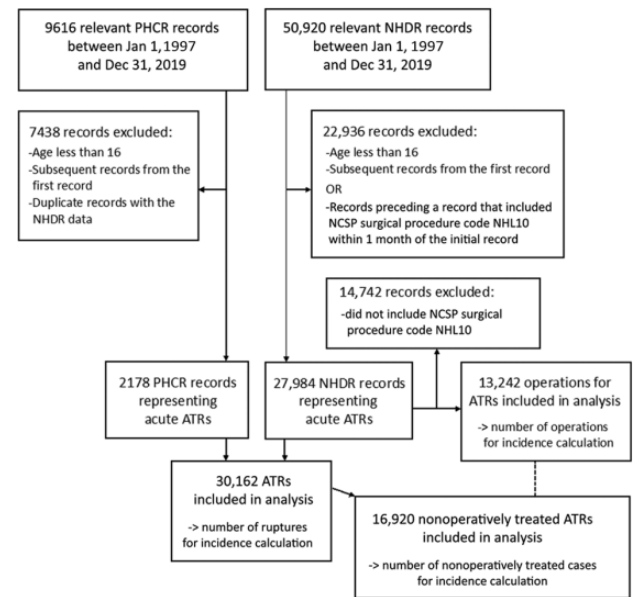 9616 relevant PHCR records
between Jan 1, 1997
and Dec 31, 2019
50,920 relevant NHDR records
between Jan 1, 1997
and Dec 31, 2019
7438 records excluded:
-Age less than 16
-Subsequent records from the
first record
-Duplicate records with the
NHDR data
22,936 records excluded:
-Age less than 16
-Subsequent records from the first record
OR
-Records preceding a record that included
NCSP surgical procedure code NHL10
within 1 month of the initial record
14,742 records excluded:
-did not include NCSP surgical
procedure code NHL10
2178 PHCR records
representing
acute ATRs
27,984 NHDR records
representing
acute ATRs
13,242 operations for
ATRs included in analysis
-> number of operations
for incidence calculation
30,162 ATRs
included in analysis
-> number of ruptures
for incidence calculation
16,920 nonoperatively treated ATRs
included in analysis
-> number of nonoperatively treated cases
for incidence calculation